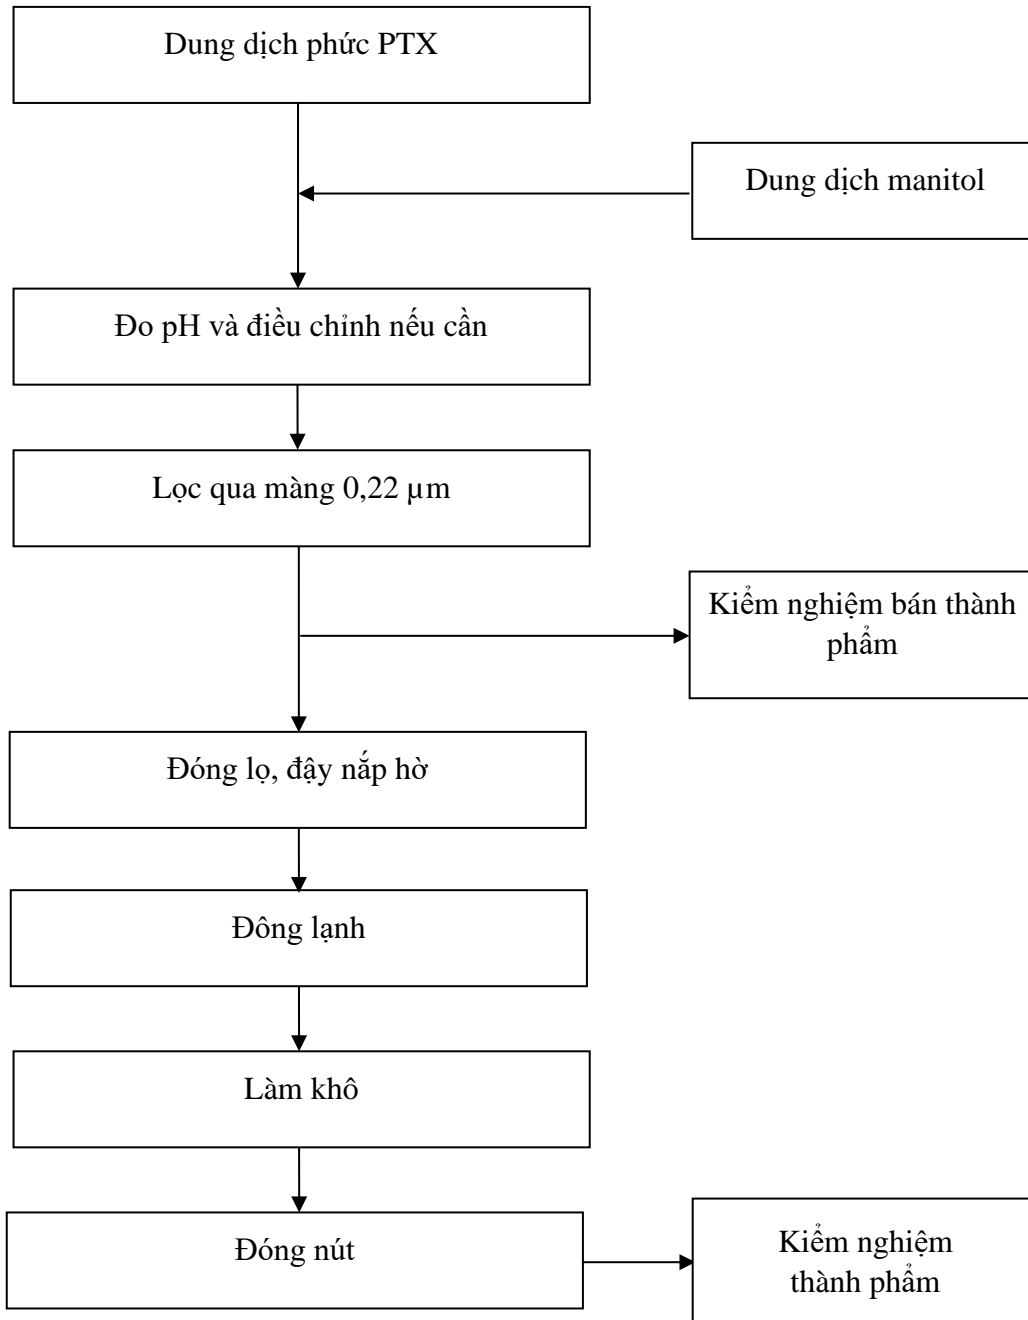 Dung dịch phức PTX
Dung dịch manitol
Đo pH và điều chỉnh nếu cần
Lọc qua màng 0,22 µm
Kiểm nghiệm bán thành
phẩm
Đóng lọ, đậy nắp hờ
Đông lạnh
Làm khô
Đóng nút
Kiểm nghiệm
thành phẩm